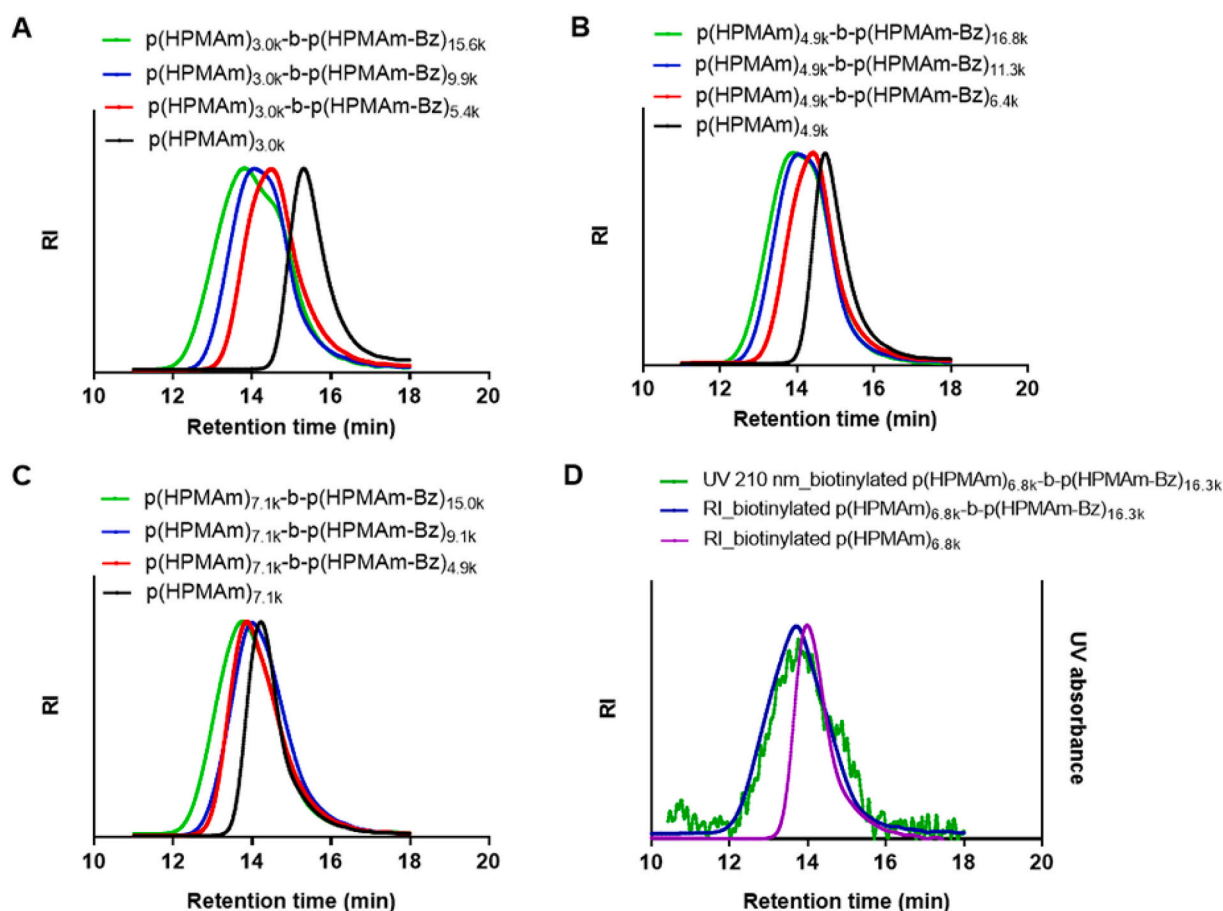 A
p(HPMAm)3.0k-b-p(HPMAm-Bz)15.6k
p(HPMAm)3.0k-b-p(HPMAm-Bz)9.9k
p(HPMAm)3.0k-b-p(HPMAm-Bz)5.4k
p(HPMAm)3.0k
RI
10 12 14 16 18 20
Retention time (min)
B
p(HPMAm)4.9k-b-p(HPMAm-Bz)16.8k
p(HPMAm)4.9k-b-p(HPMAm-Bz)11.3k
p(HPMAm)4.9k-b-p(HPMAm-Bz)6.4k
p(HPMAm)4.9k
RI
10 12 14 16 18 20
Retention time (min)
C
p(HPMAm)7.1k-b-p(HPMAm-Bz)15.0k
p(HPMAm)7.1k-b-p(HPMAm-Bz)9.1k
p(HPMAm)7.1k-b-p(HPMAm-Bz)4.9k
p(HPMAm)7.1k
RI
10 12 14 16 18 20
Retention time (min)
D
UV 210 nm_biotinylated p(HPMAm)6.8k-b-p(HPMAm-Bz)16.3k
RI_biotinylated p(HPMAm)6.8k-b-p(HPMAm-Bz)16.3k
RI_biotinylated p(HPMAm)6.8k
RI
UV absorbance
10 12 14 16 18 20
Retention time (min)